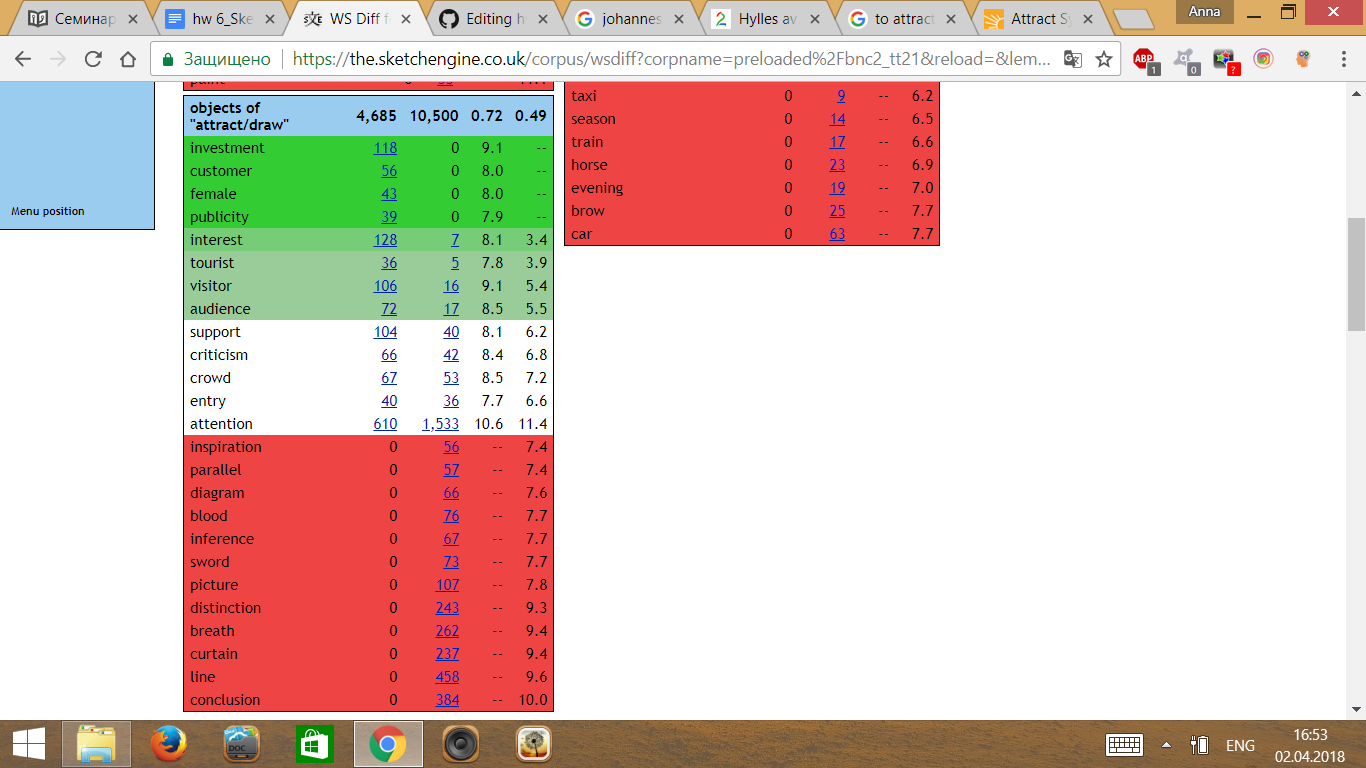 Семинар
hw 6_Ske
WS Diff f
Editing h
johannes
Hylles av
to attract
Attract Sy
Anna
Защищено
https://the.sketchengine.co.uk/corpus/wsdiff?corpname=preloaded%2Fbnc2_tt21&reload=&lem...
ABP
1
0
?
Menu position
objects of
"attract/draw" 4,685 10,500 0.72 0.49
investment 118 0 9.1 --
customer 56 0 8.0 --
female 43 0 8.0 --
publicity 39 0 7.9 --
interest 128 7 8.1 3.4
tourist 36 5 7.8 3.9
visitor 106 16 9.1 5.4
audience 72 17 8.5 5.5
support 104 40 8.1 6.2
criticism 66 42 8.4 6.8
crowd 67 53 8.5 7.2
entry 40 36 7.7 6.6
attention 610 1,533 10.6 11.4
inspiration 0 56 -- 7.4
parallel 0 57 -- 7.4
diagram 0 66 -- 7.6
blood 0 76 -- 7.7
inference 0 67 -- 7.7
sword 0 73 -- 7.7
picture 0 107 -- 7.8
distinction 0 243 -- 9.3
breath 0 262 -- 9.4
curtain 0 237 -- 9.4
line 0 458 -- 9.6
conclusion 0 384 -- 10.0
taxi 0 9 -- 6.2
season 0 14 -- 6.5
train 0 17 -- 6.6
horse 0 23 -- 6.9
evening 0 19 -- 7.0
brow 0 25 -- 7.7
car 0 63 -- 7.7
DOC
ENG
16:53
02.04.2018